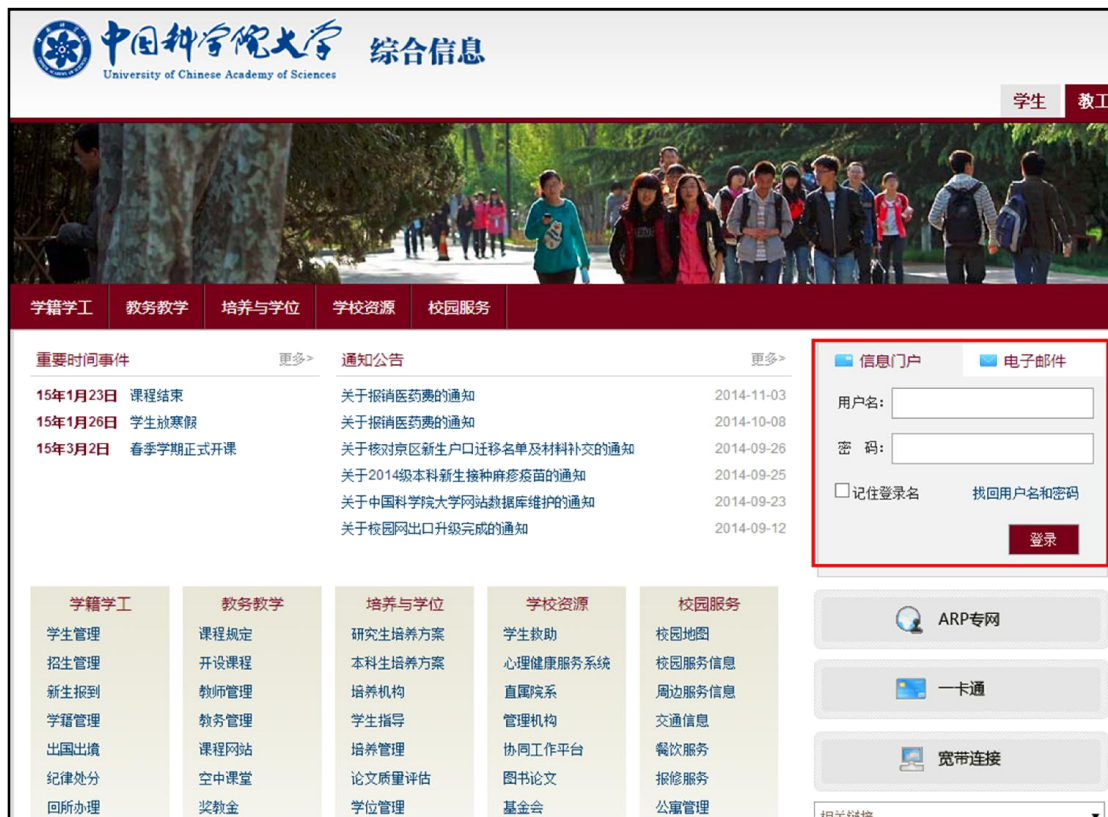 中国科学院大学 综合信息
University of Chinese Academy of Sciences
学生 教工
学籍学工 教务教学 培养与学位 学校资源 校园服务
重要时间事件 更多>
15年1月23日 课程结束
15年1月26日 学生放寒假
15年3月2日 春季学期正式开课
通知公告 更多>
关于报销医药费的通知 2014-11-03
关于报销医药费的通知 2014-10-08
关于核对京区新生户口迁移名单及材料补交的通知 2014-09-26
关于2014级本科新生接种麻疹疫苗的通知 2014-09-25
关于中国科学院大学网站数据库维护的通知 2014-09-23
关于校园网出口升级完成的通知 2014-09-12
信息门户 电子邮件
用户名:
密 码:
记住登录名 找回用户名和密码
登录
学籍学工
学生管理
招生管理
新生报到
学籍管理
出国出境
纪律处分
回所办理
教务教学
课程规定
开设课程
教师管理
教务管理
课程网站
空中课堂
奖教金
培养与学位
研究生培养方案
本科生培养方案
培养机构
学生指导
培养管理
论文质量评估
学位管理
学校资源
学生救助
心理健康服务系统
直属院系
管理机构
协同工作平台
图书论文
基金会
校园服务
校园地图
校园服务信息
周边服务信息
交通信息
餐饮服务
报修服务
公寓管理
ARP专网
一卡通
宽带连接
相关链接